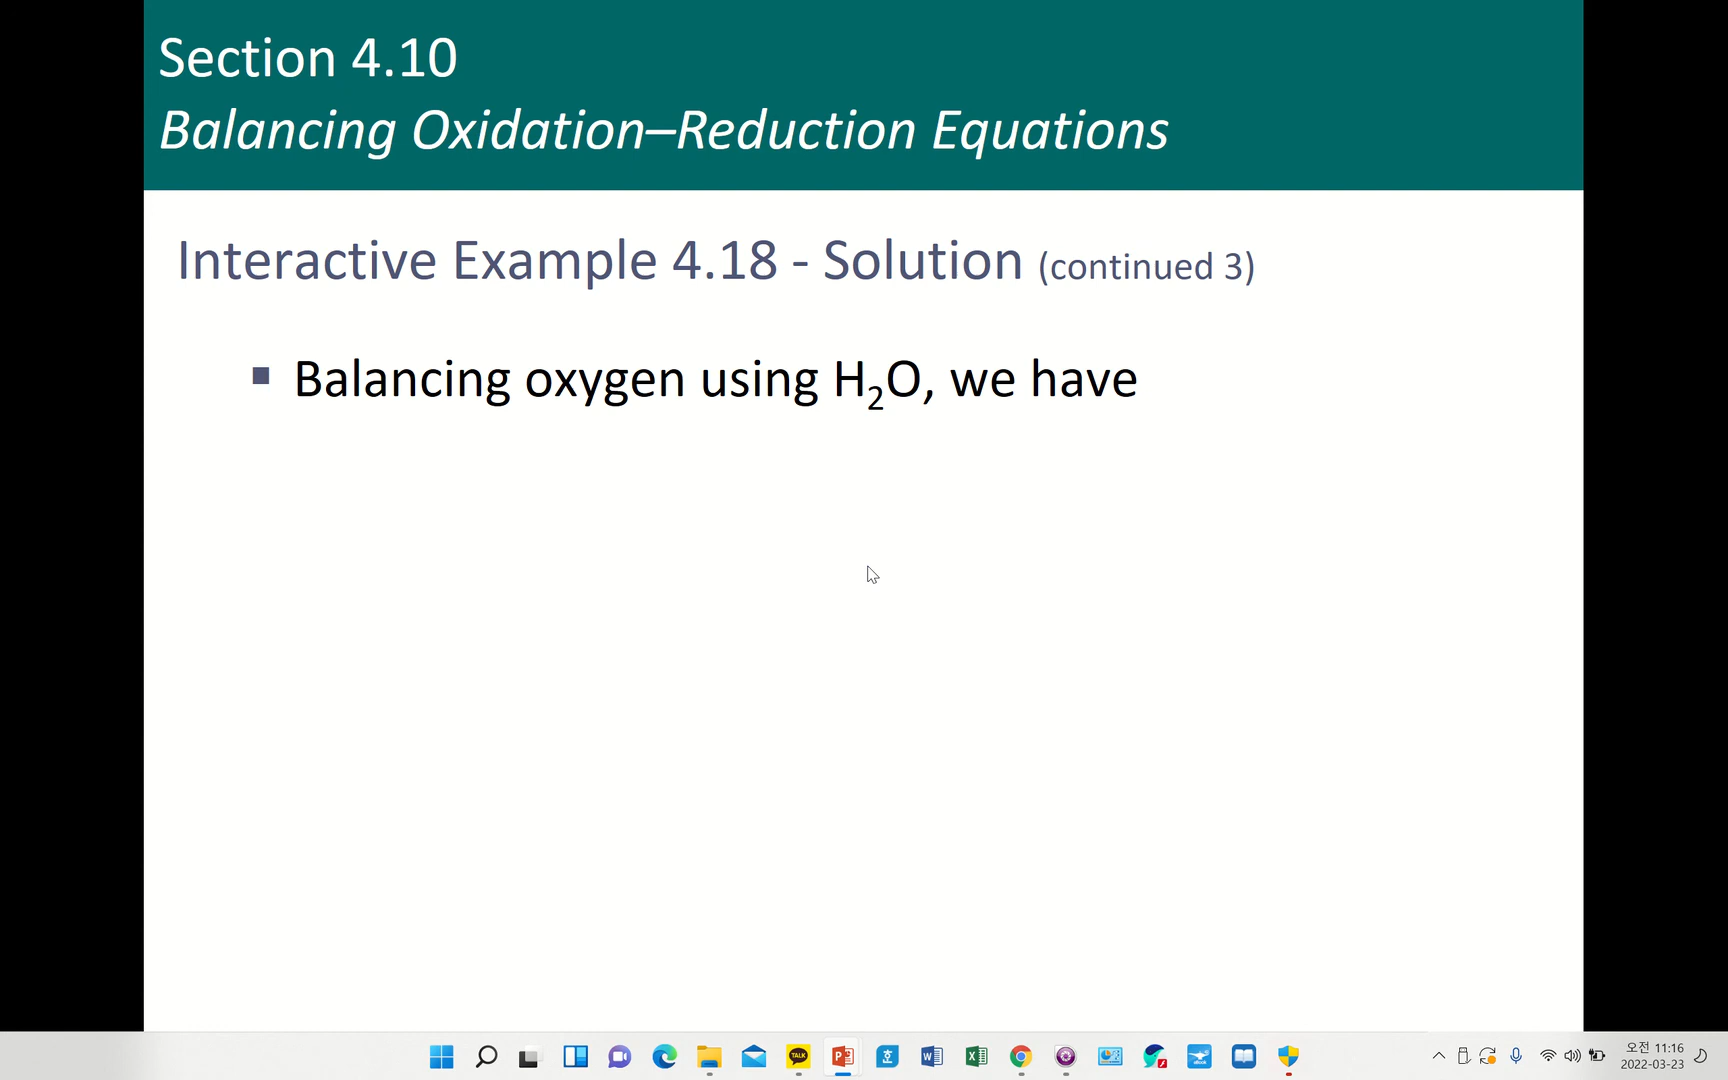 Section 4.10
Balancing Oxidation–Reduction Equations
Interactive Example 4.18 - Solution (continued 3)
▪ Balancing oxygen using H₂O, we have
TALK
오전 11:16
2022-03-23